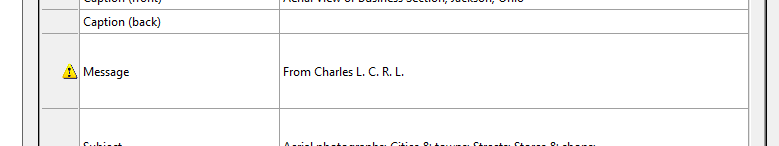 Caption (front) Aerial View of Business Section, Jackson, Ohio
Caption (back)
Message From Charles L. C. R. L.
Subject Aerial photographs; Cities & towns; Streets; Stores & shops;